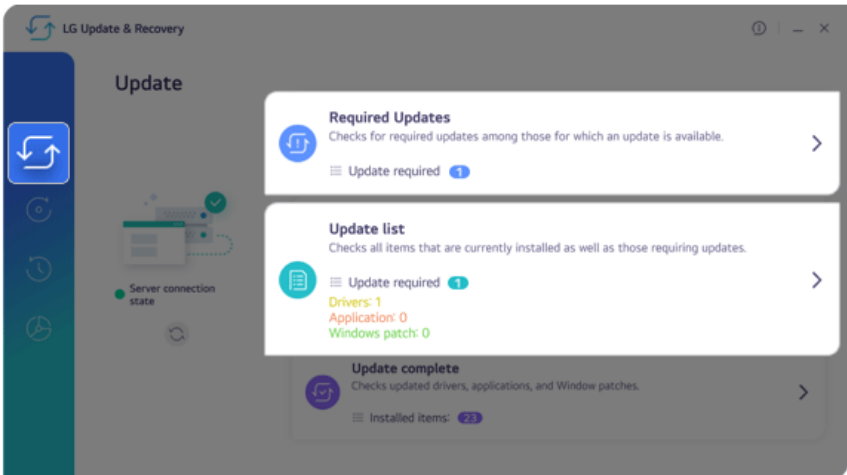 LG Update & Recovery
Update
Required Updates
Checks for required updates among those for which an update is available.
Update required 1
Update list
Checks all items that are currently installed as well as those requiring updates.
Update required 1
Drivers: 1
Application: 0
Windows patch: 0
Server connection
state
Update complete
Checks updated drivers, applications, and Window patches.
Installed items: 23